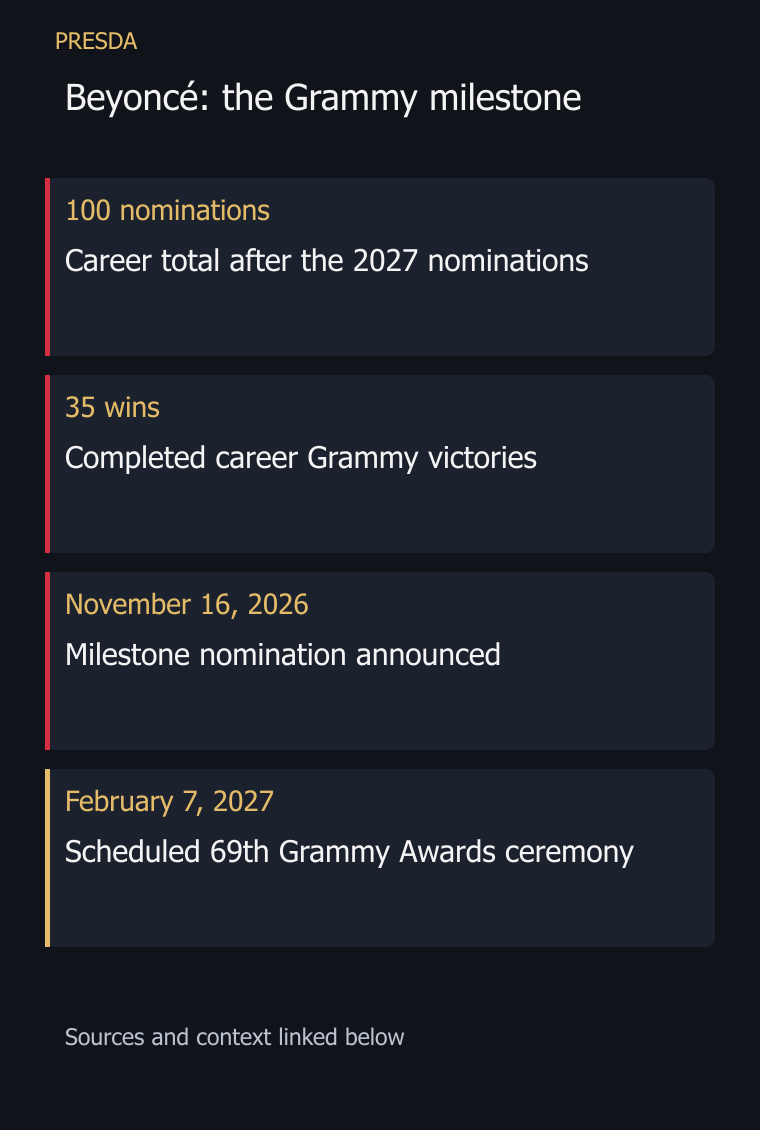 PRESDA
Beyoncé: the Grammy milestone
100 nominations
Career total after the 2027 nominations
35 wins
Completed career Grammy victories
November 16, 2026
Milestone nomination announced
February 7, 2027
Scheduled 69th Grammy Awards ceremony
Sources and context linked below